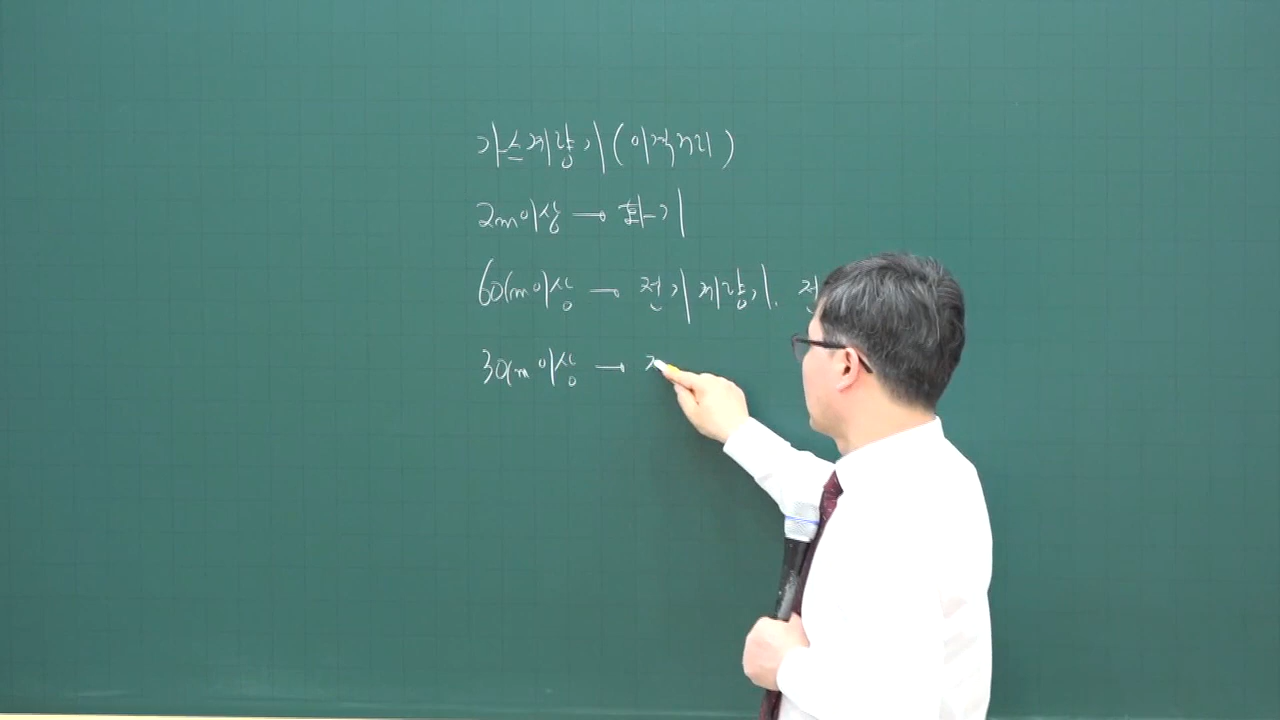 가스계량기(이격거리)
2m이상 → 화기
60cm이상 → 전기계량기. 전
30cm이상 →